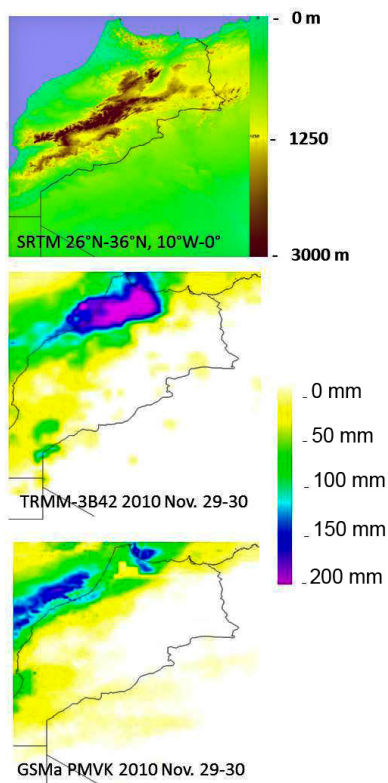 - 0 m
1250
- 1250
SRTM 26°N-36°N, 10°W-0°
- 3000 m
TRMM-3B42 2010 Nov. 29-30
- 0 mm
- 50 mm
- 100 mm
- 150 mm
- 200 mm
GSMa PMVK 2010 Nov. 29-30